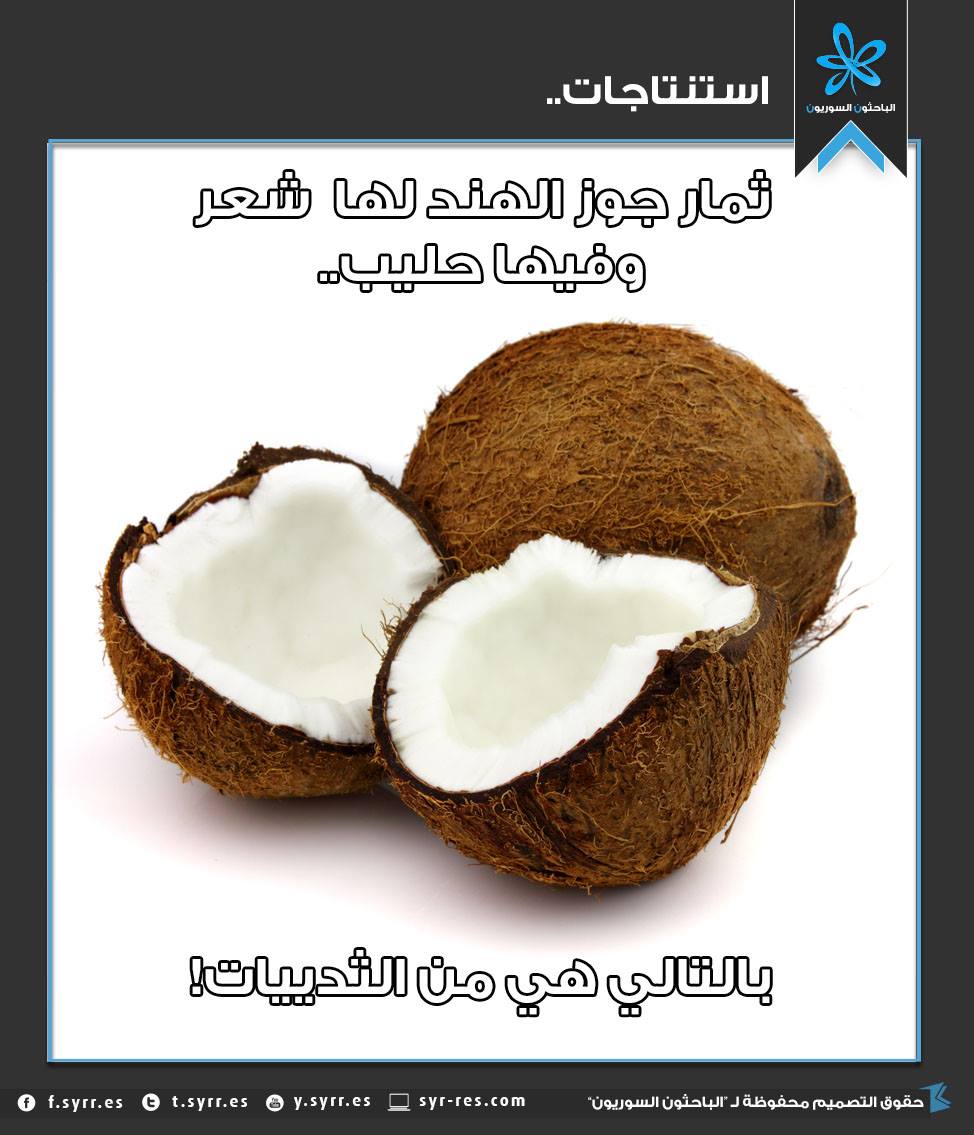 الباحثون السوريون
استنتاجات..
ثمار جوز الهند لها شعر
وفيها حليب..
بالتالي هي من الثدييات!
f.syrr.es t.syrr.es y.syrr.es syr-res.com حقوق التصميم محفوظة لـ "الباحثون السوريون"